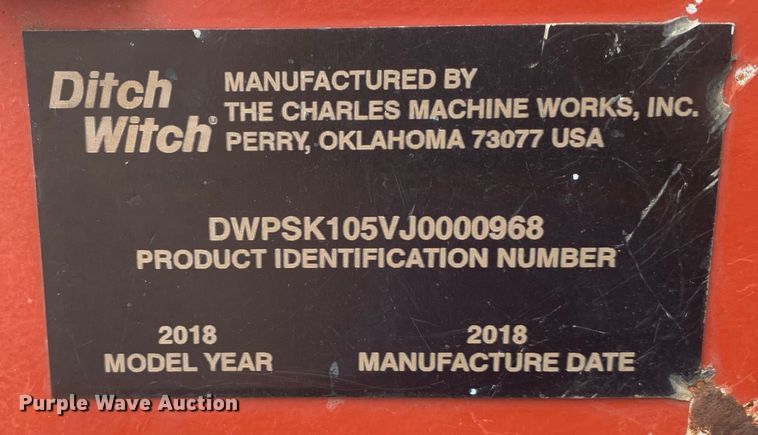 Ditch Witch®
MANUFACTURED BY
THE CHARLES MACHINE WORKS, INC.
PERRY, OKLAHOMA 73077 USA
DWPSK105VJ0000968
PRODUCT IDENTIFICATION NUMBER
2018
MODEL YEAR
2018
MANUFACTURE DATE
Purple Wave Auction